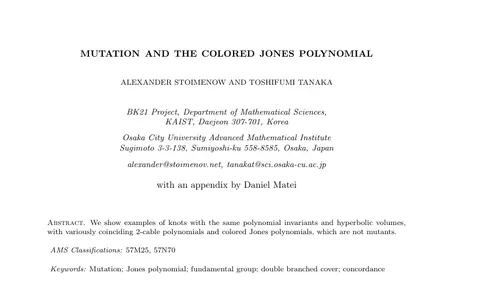 MUTATION AND THE COLORED JONES POLYNOMIAL
ALEXANDER STOIMENOW AND TOSHIFUMI TANAKA
BK21 Project, Department of Mathematical Sciences,
KAIST, Daejeon 307-701, Korea
Osaka City University Advanced Mathematical Institute
Sugimoto 3-3-138, Sumiyoshi-ku 558-8585, Osaka, Japan
alexander@stoimenov.net, tanakat@sci.osaka-cu.ac.jp
with an appendix by Daniel Matei
ABSTRACT. We show examples of knots with the same polynomial invariants and hyperbolic volumes,
with variously coinciding 2-cable polynomials and colored Jones polynomials, which are not mutants.
AMS Classifications: 57M25, 57N70
Keywords: Mutation; Jones polynomial; fundamental group; double branched cover; concordance